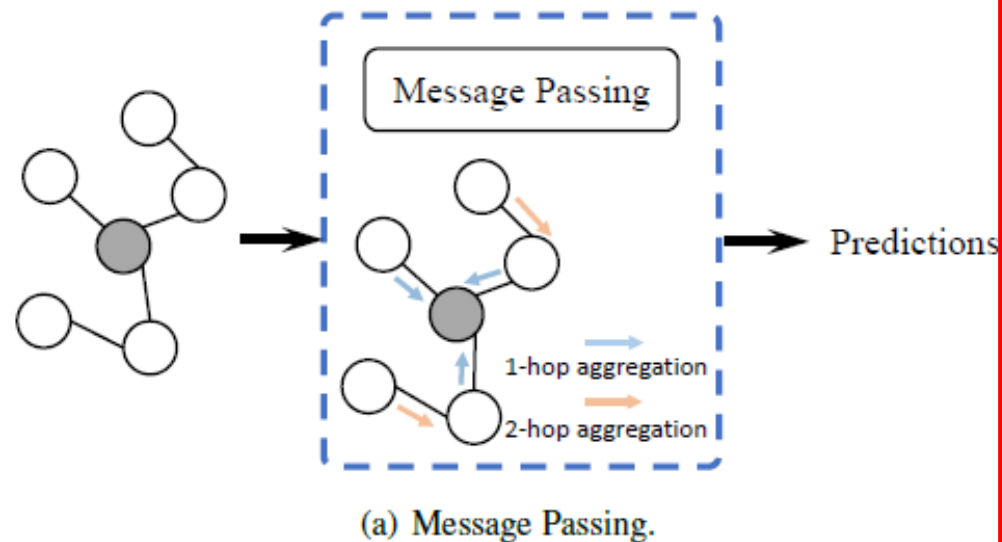 Message Passing
Predictions
1-hop aggregation
2-hop aggregation
(a) Message Passing.